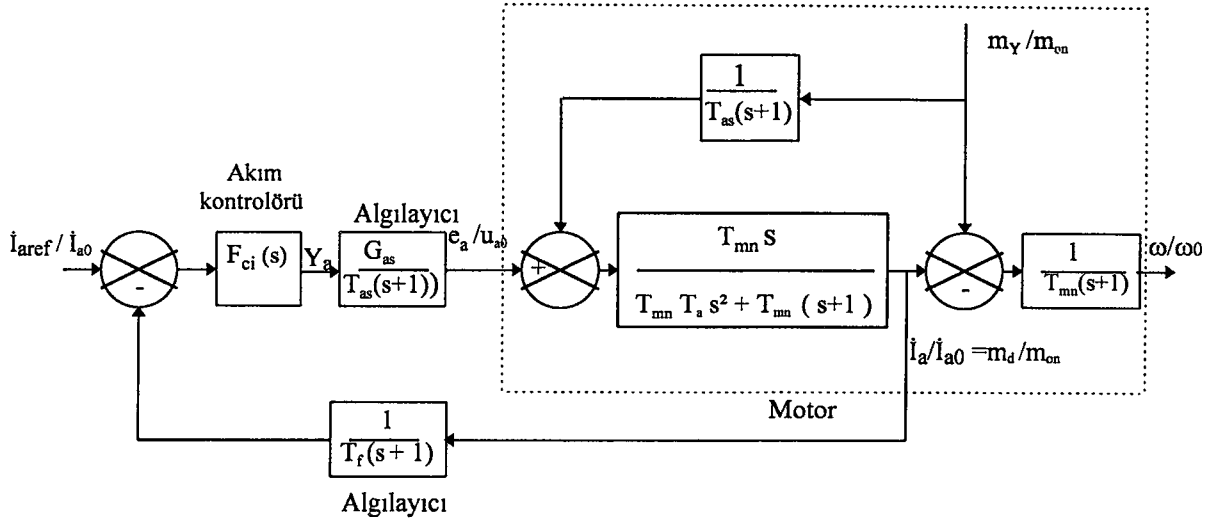 m_Y/m_on
1
T_as(s+1)
Akım
kontrolörü
Algılayıcı
İ_aref / İ_a0
F_ci (s)
Y_a
G_as
T_as(s+1))
e_a /u_a0
+
T_mn s
T_mn T_a s² + T_mn ( s+1 )
-
-
1
T_mn(s+1)
ω/ω0
İ_a/İ_a0 =m_d/m_on
Motor
1
T_f(s+1)
Algılayıcı